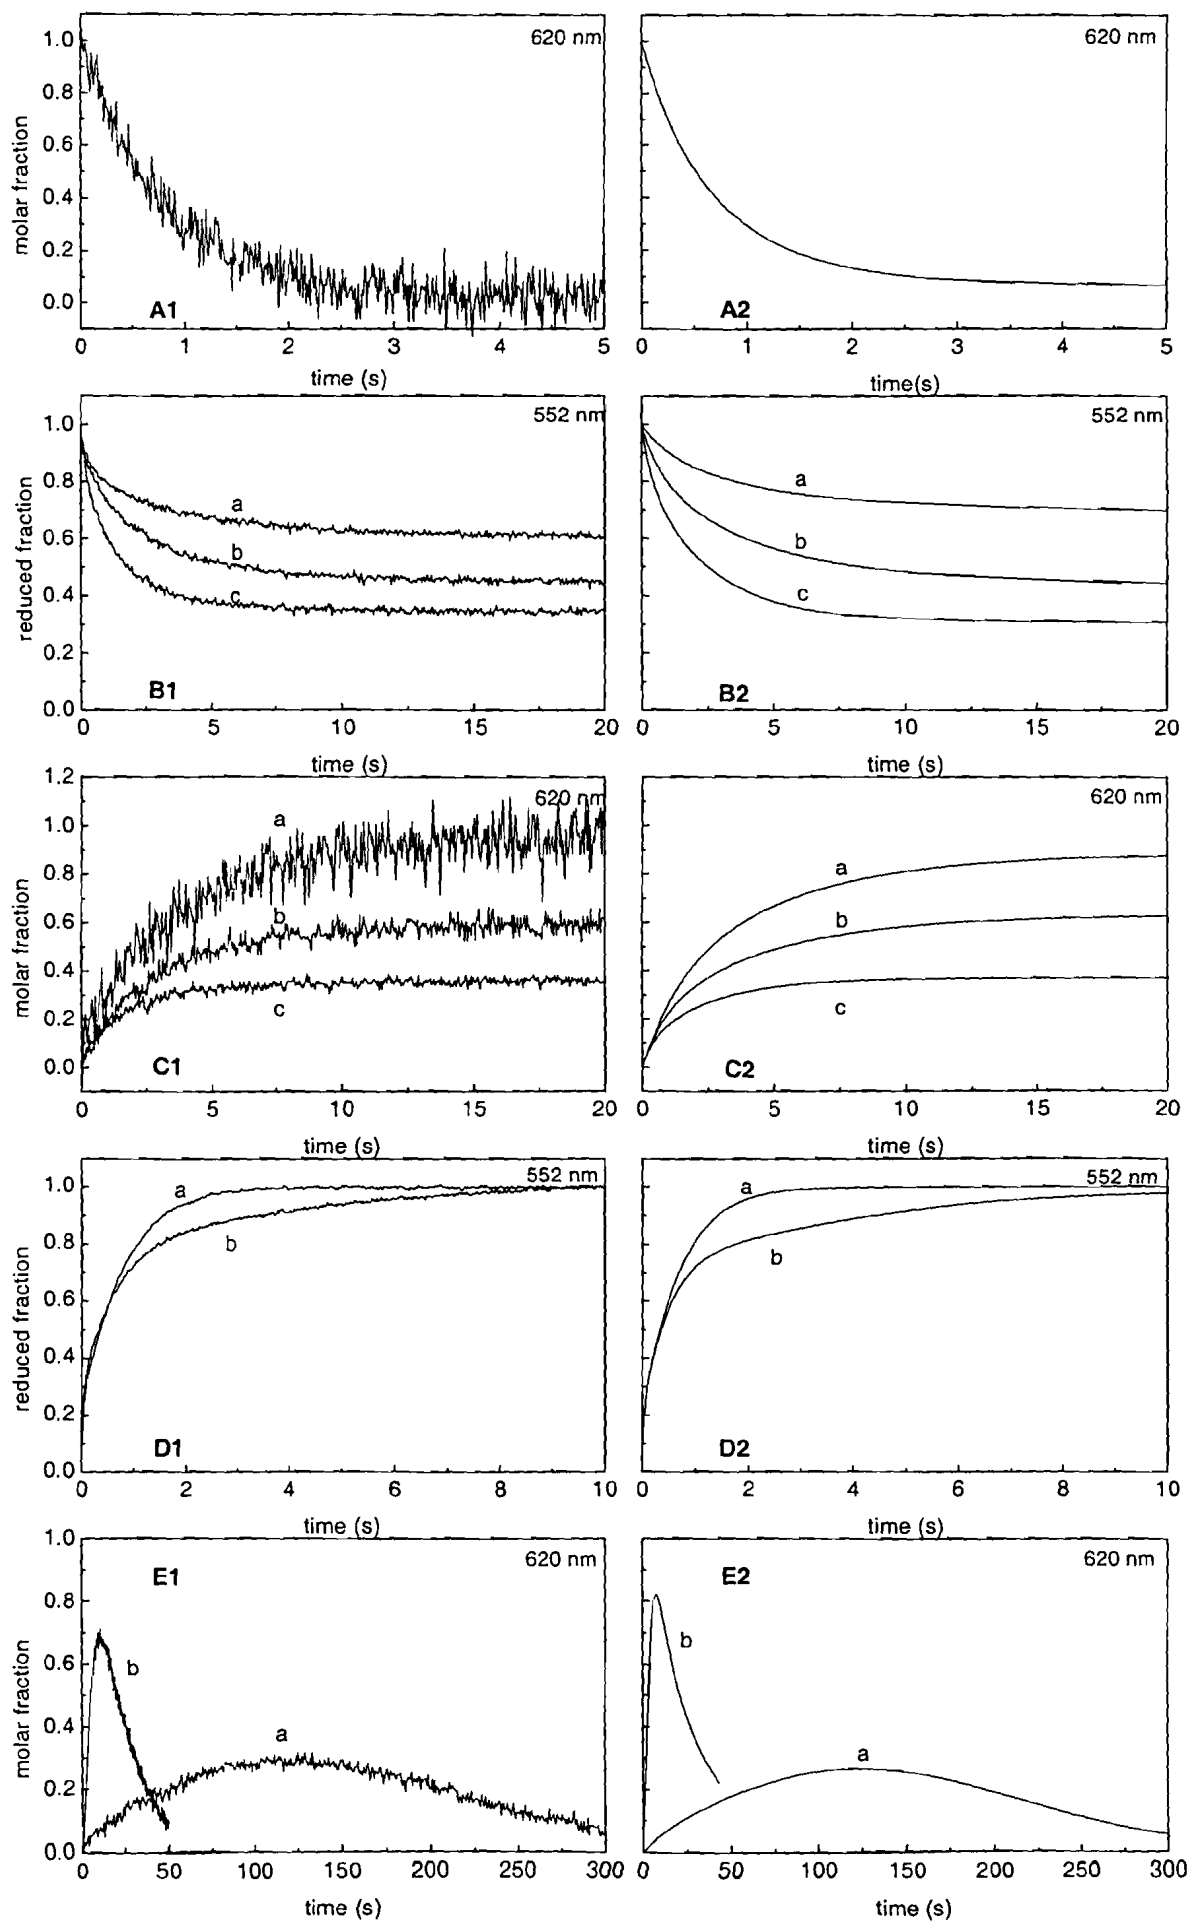 620 nm
1.0
0.8
0.6
0.4
0.2
0.0
molar fraction
A1
0 1 2 3 4 5
time (s)
620 nm
A2
0 1 2 3 4 5
time(s)
552 nm
1.0
0.8
0.6
0.4
0.2
0.0
reduced fraction
a
b
c
B1
0 5 10 15 20
time (s)
552 nm
a
b
c
B2
0 5 10 15 20
time (s)
620 nm
1.2
1.0
0.8
0.6
0.4
0.2
0.0
molar fraction
a
b
c
C1
0 5 10 15 20
time (s)
620 nm
a
b
c
C2
0 5 10 15 20
time (s)
552 nm
1.0
0.8
0.6
0.4
0.2
0.0
reduced fraction
a
b
D1
0 2 4 6 8 10
time (s)
552 nm
a
b
D2
0 2 4 6 8 10
time (s)
E1
620 nm
1.0
0.8
0.6
0.4
0.2
0.0
molar fraction
b
a
0 50 100 150 200 250 300
time (s)
E2
620 nm
b
a
0 50 100 150 200 250 300
time (s)